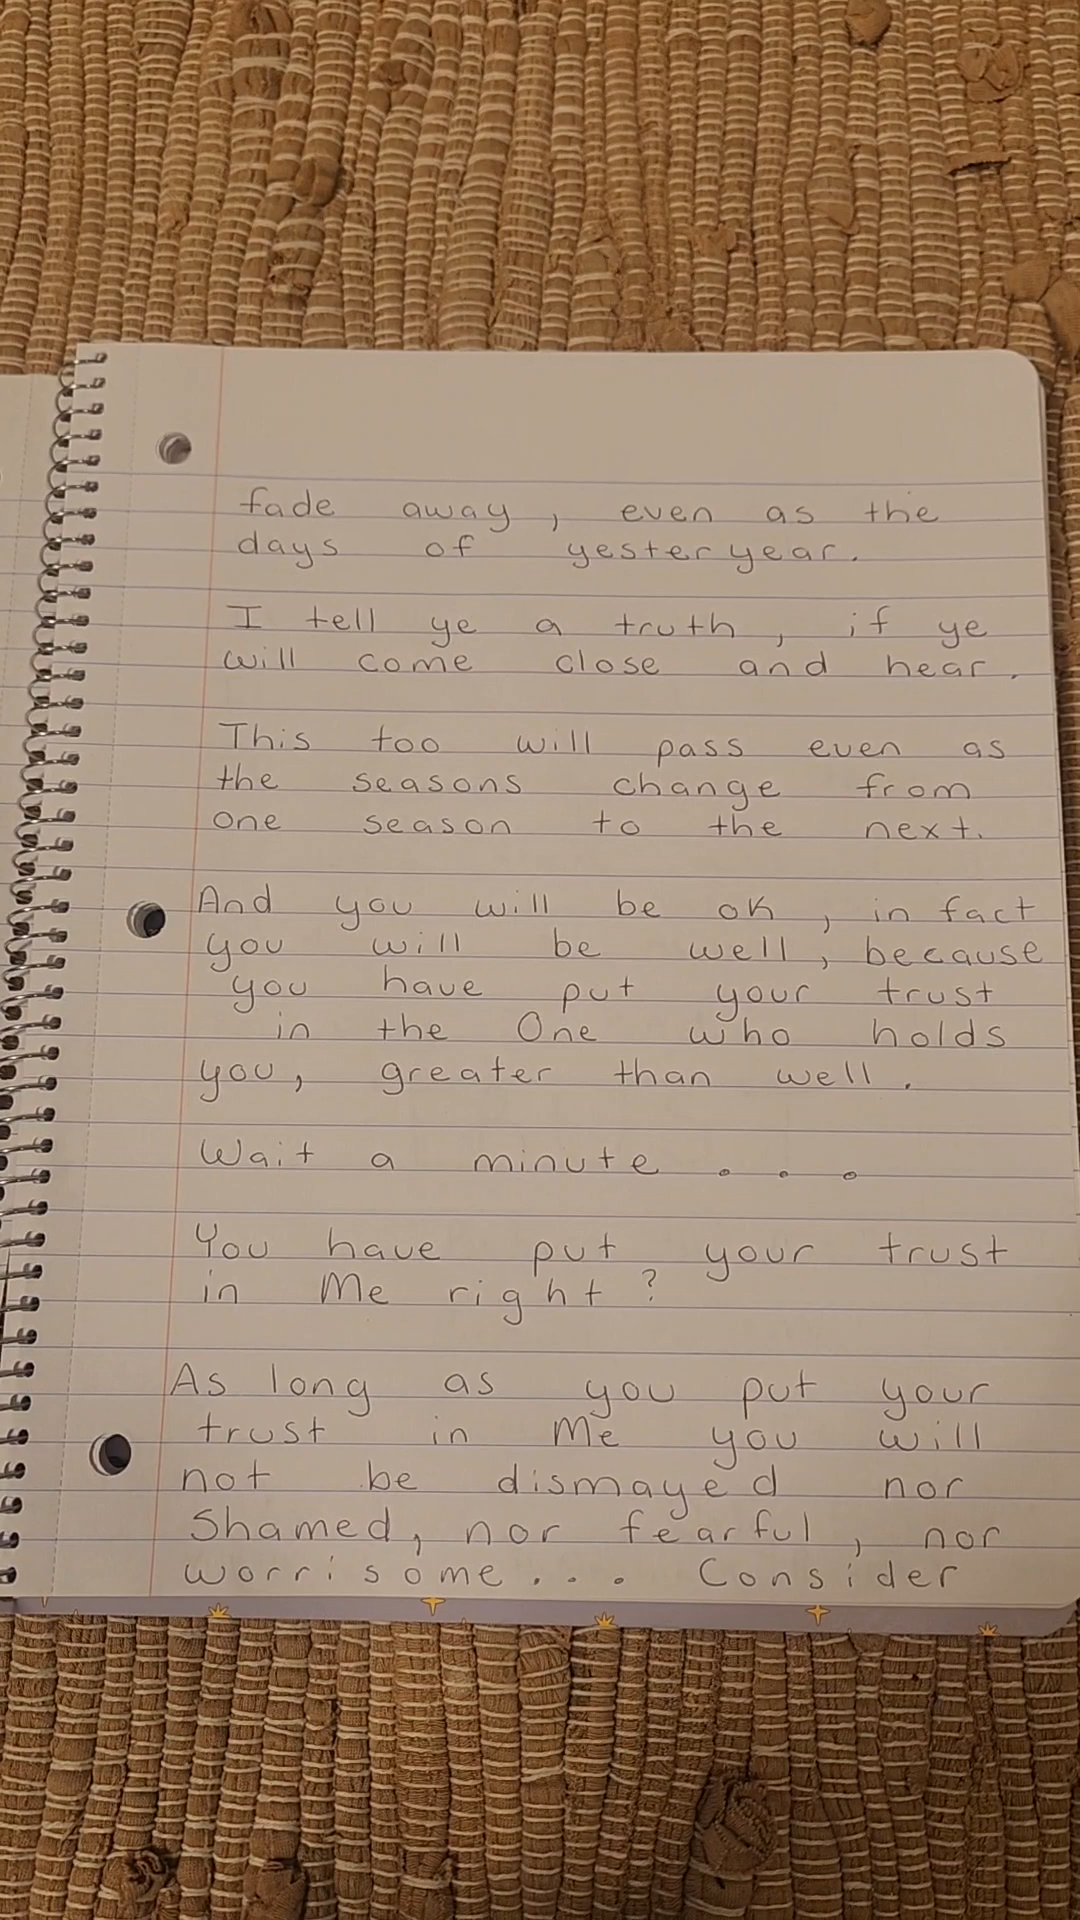 fade away, even as the
days of yesteryear.
I tell ye a truth, if ye
will come close and hear.
This too will pass even as
the seasons change from
one season to the next.
And you will be ok, in fact
you will be well, because
you have put your trust
in the One who holds
you, greater than well.
Wait a minute...
You have put your trust
in Me right?
As long as you put your
trust in Me you will
not be dismayed nor
Shamed, nor fearful, nor
worrisome... Consider